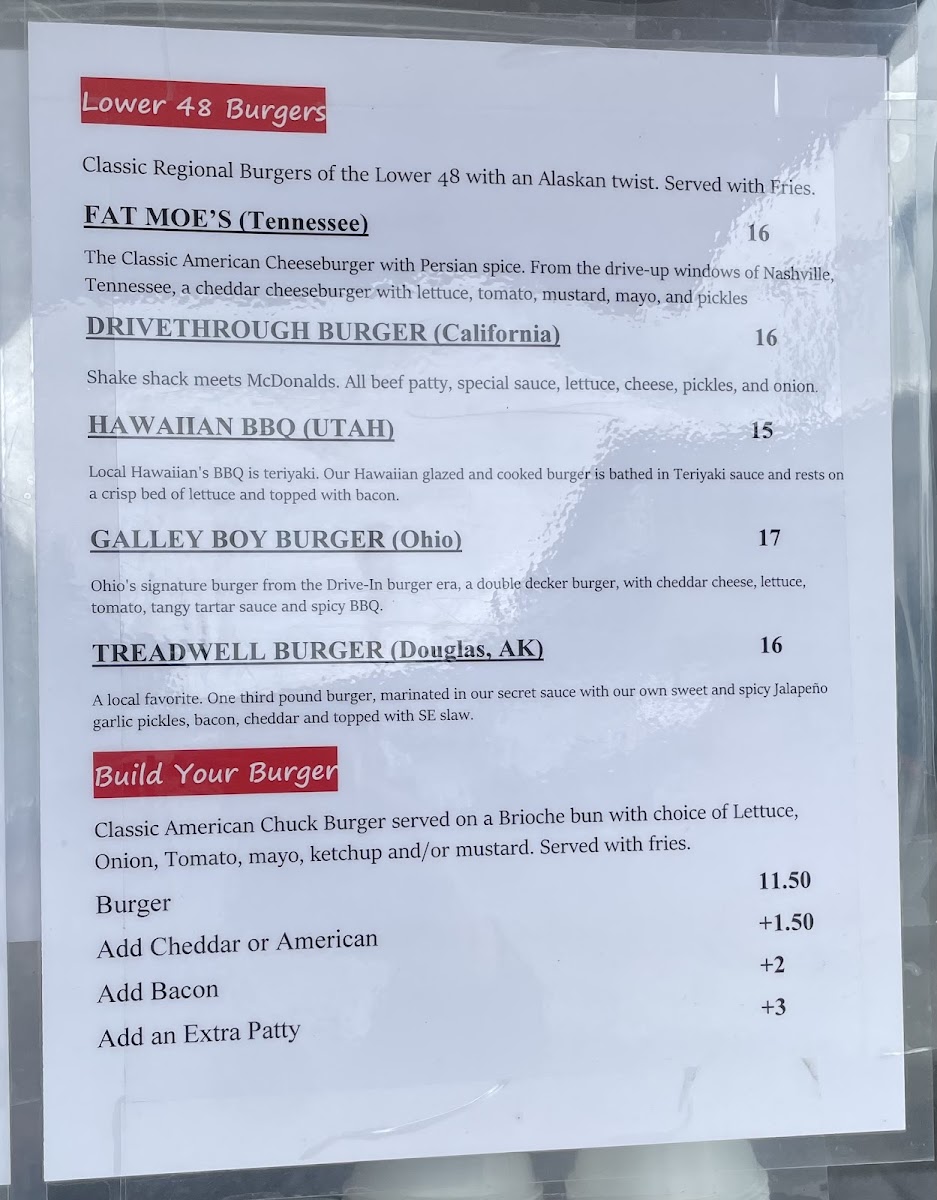 Lower 48 Burgers
Classic Regional Burgers of the Lower 48 with an Alaskan twist. Served with Fries.
FAT MOE'S (Tennessee) 16
The Classic American Cheeseburger with Persian spice. From the drive-up windows of Nashville,
Tennessee, a cheddar cheeseburger with lettuce, tomato, mustard, mayo, and pickles
DRIVETHROUGH BURGER (California) 16
Shake shack meets McDonalds. All beef patty, special sauce, lettuce, cheese, pickles, and onion.
HAWAIIAN BBQ (UTAH) 15
Local Hawaiian's BBQ is teriyaki. Our Hawaiian glazed and cooked burger is bathed in Teriyaki sauce and rests on
a crisp bed of lettuce and topped with bacon.
GALLEY BOY BURGER (Ohio) 17
Ohio's signature burger from the Drive-In burger era, a double decker burger, with cheddar cheese, lettuce,
tomato, tangy tartar sauce and spicy BBQ.
TREADWELL BURGER (Douglas, AK) 16
A local favorite. One third pound burger, marinated in our secret sauce with our own sweet and spicy Jalapeño
garlic pickles, bacon, cheddar and topped with SE slaw.
Build Your Burger
Classic American Chuck Burger served on a Brioche bun with choice of Lettuce,
Onion, Tomato, mayo, ketchup and/or mustard. Served with fries.
Burger 11.50
Add Cheddar or American +1.50
Add Bacon +2
Add an Extra Patty +3